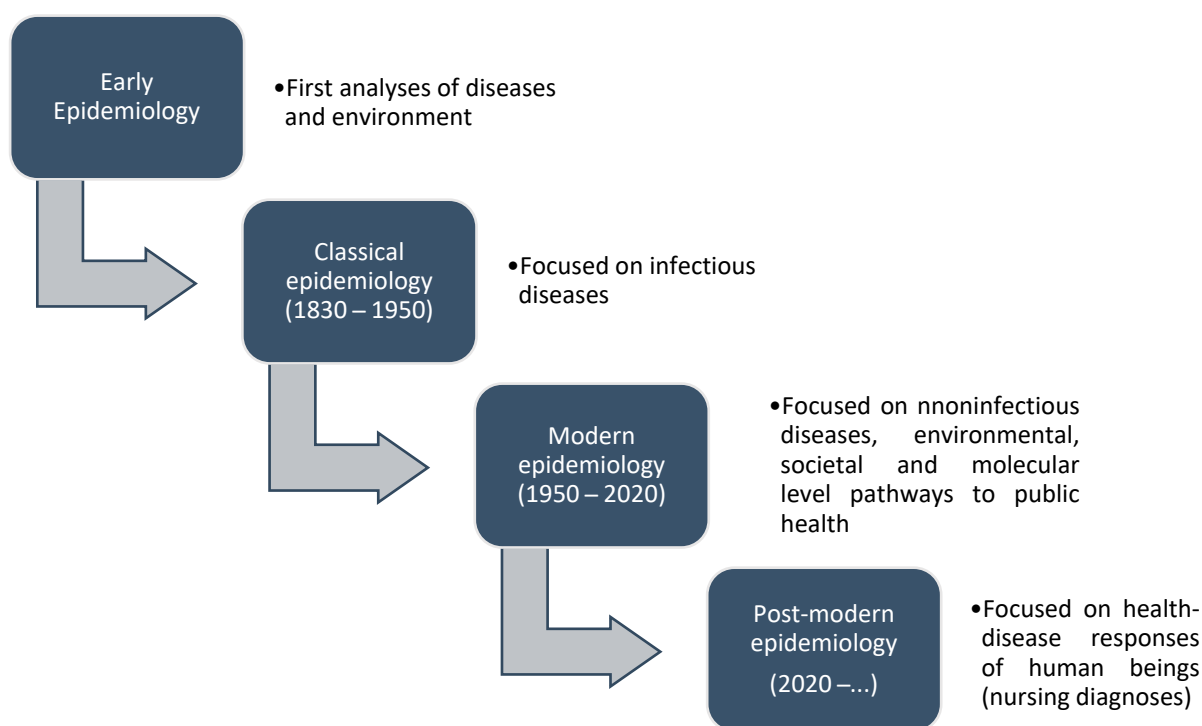 Early
Epidemiology
•First analyses of diseases
and environment
Classical
epidemiology
(1830 – 1950)
•Focused on infectious
diseases
Modern
epidemiology
(1950 – 2020)
•Focused on nnoninfectious
diseases, environmental,
societal and molecular
level pathways to public
health
Post-modern
epidemiology
(2020 –...)
•Focused on health-
disease responses
of human beings
(nursing diagnoses)